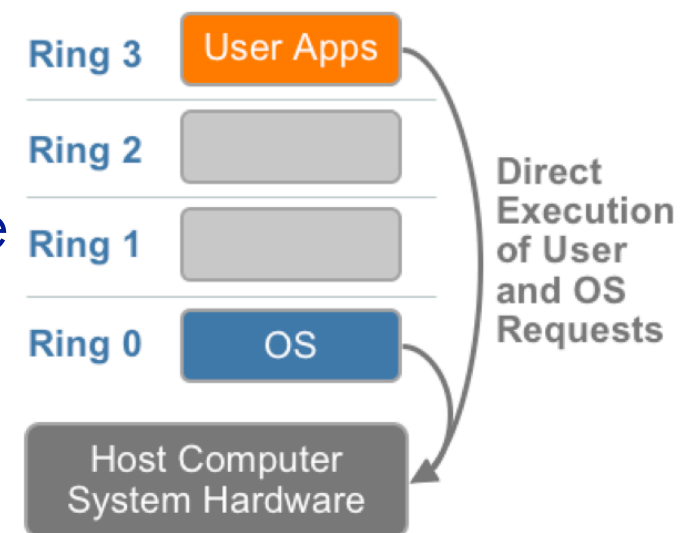 Ring 3
User Apps
Ring 2
Ring 1
Ring 0
OS
Direct
Execution
of User
and OS
Requests
Host Computer
System Hardware